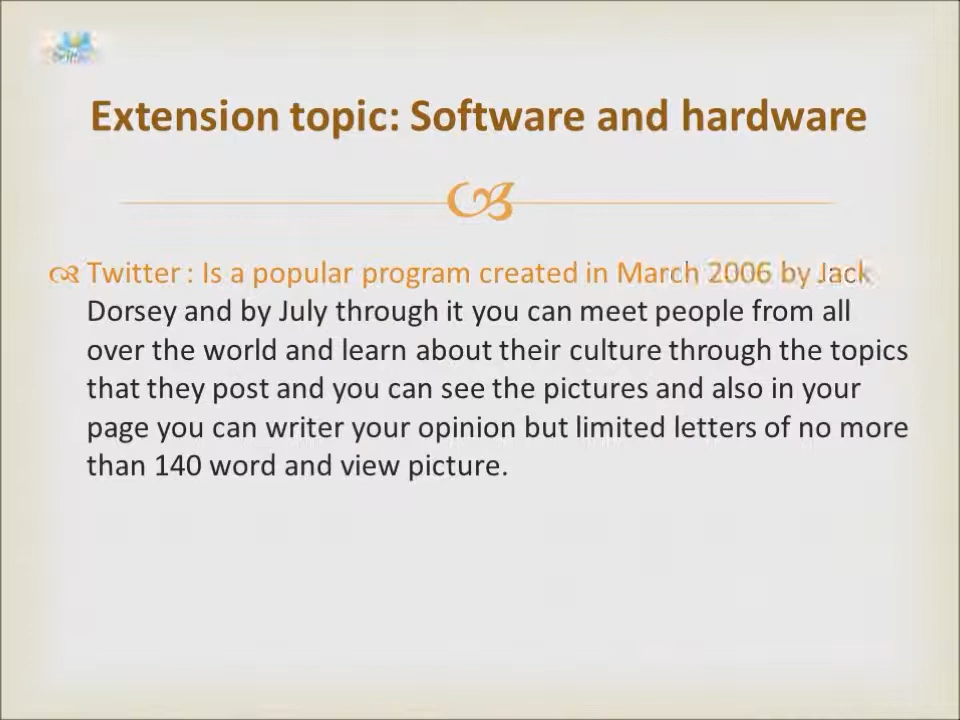 Extension topic: Software and hardware
Twitter : Is a popular program created in March 2006 by Jack
Dorsey and by July through it you can meet people from all
over the world and learn about their culture through the topics
that they post and you can see the pictures and also in your
page you can writer your opinion but limited letters of no more
than 140 word and view picture.